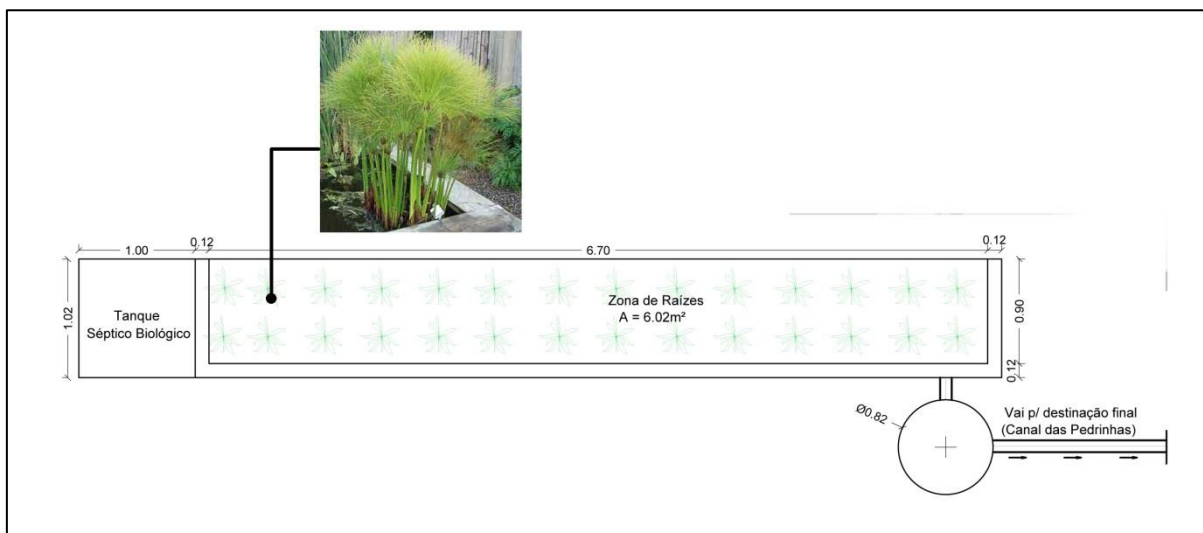 1.00
0.12
6.70
0.12
1.02
Tanque
Séptico Biológico
Zona de Raízes
A = 6.02m²
0.90
0.12
Ø0.82
Vai p/ destinação final
(Canal das Pedrinhas)